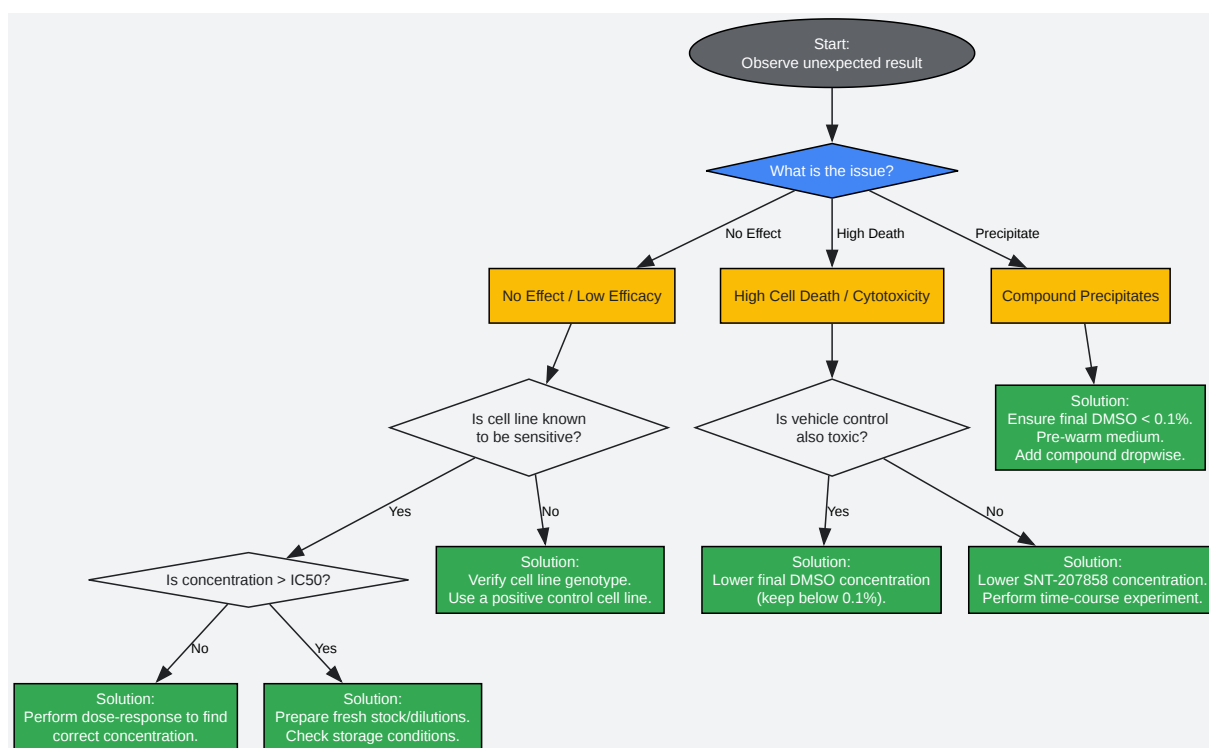 Start:
Observe unexpected result
What is the issue?
No Effect
High Death
Precipitate
No Effect / Low Efficacy
High Cell Death / Cytotoxicity
Compound Precipitates
Is cell line known
to be sensitive?
Is vehicle control
also toxic?
Solution:
Ensure final DMSO < 0.1%.
Pre-warm medium.
Add compound dropwise.
Yes
No
Yes
No
Is concentration > IC50?
Solution:
Verify cell line genotype.
Use a positive control cell line.
Solution:
Lower final DMSO concentration
(keep below 0.1%).
Solution:
Lower SNT-207858 concentration.
Perform time-course experiment.
No
Yes
Solution:
Perform dose-response to find
correct concentration.
Solution:
Prepare fresh stock/dilutions.
Check storage conditions.